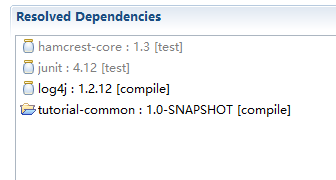 Resolved Dependencies
hamcrest-core : 1.3 [test]
junit : 4.12 [test]
log4j : 1.2.12 [compile]
tutorial-common : 1.0-SNAPSHOT [compile]